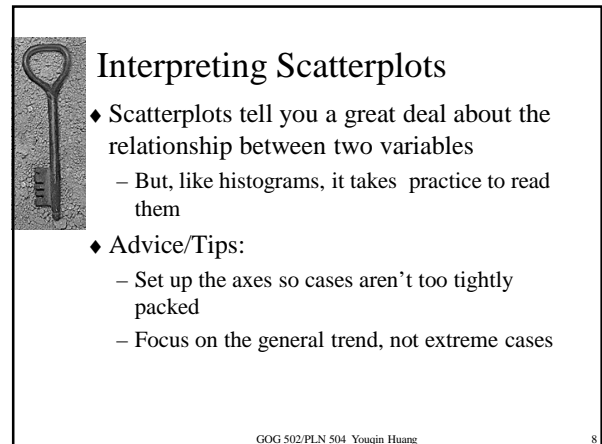 Interpreting Scatterplots
♦ Scatterplots tell you a great deal about the
relationship between two variables
– But, like histograms, it takes practice to read
them
♦ Advice/Tips:
– Set up the axes so cases aren't too tightly
packed
– Focus on the general trend, not extreme cases
GOG 502/PLN 504 Youqin Huang
8